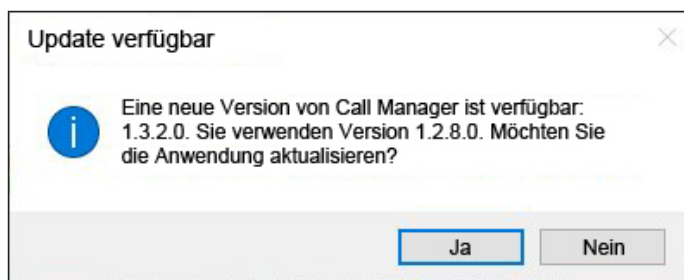 Update verfügbar
Eine neue Version von Call Manager ist verfügbar:
1.3.2.0. Sie verwenden Version 1.2.8.0. Möchten Sie
die Anwendung aktualisieren?
Ja Nein